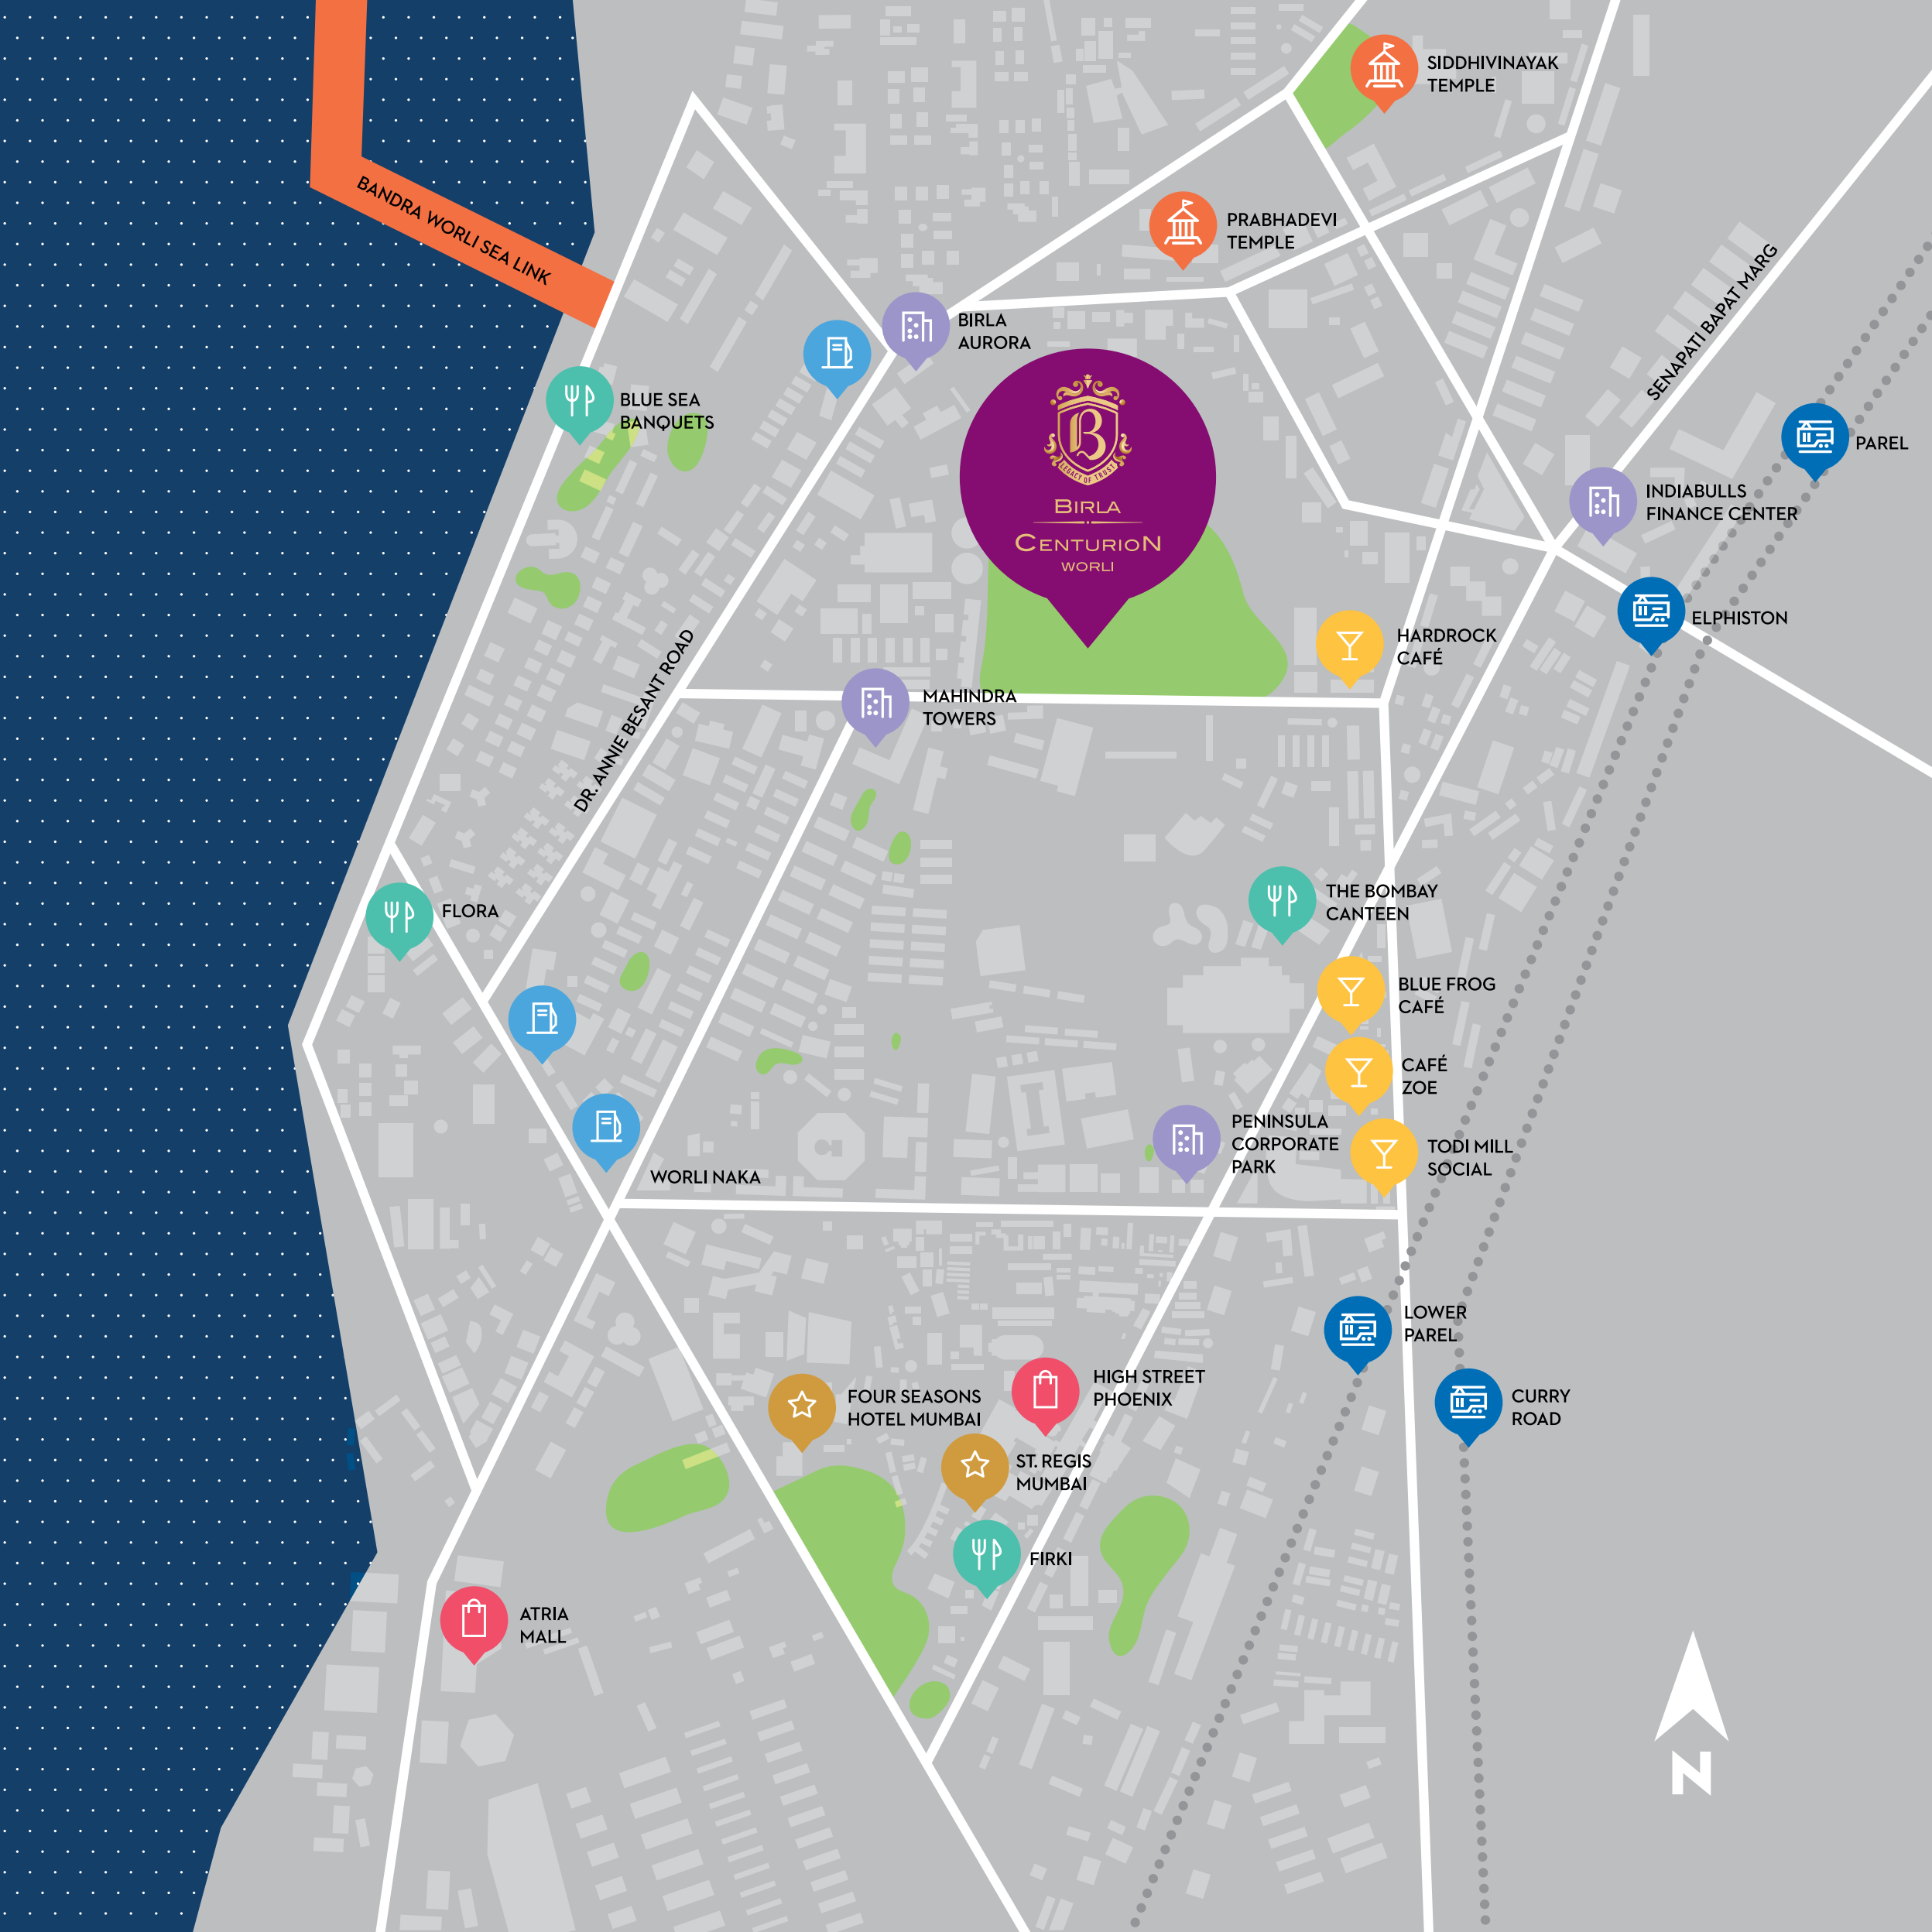 SIDDHIVINAYAK
TEMPLE
BANDRA WORLI SEA LINK
PRABHADEVI
TEMPLE
SENAPATI BAPAT MARG
BIRLA
AURORA
BLUE SEA
BANQUETS
B
LEGACY OF TRUST
BIRLA
CENTURION
WORLI
PAREL
INDIABULLS
FINANCE CENTER
ELPHISTON
HARDROCK
CAFÉ
DR. ANNIE BESANT ROAD
MAHINDRA
TOWERS
FLORA
THE BOMBAY
CANTEEN
BLUE FROG
CAFÉ
CAFÉ
ZOE
PENINSULA
CORPORATE
PARK
TODI MILL
SOCIAL
WORLI NAKA
LOWER
PAREL
HIGH STREET
PHOENIX
FOUR SEASONS
HOTEL MUMBAI
CURRY
ROAD
ST. REGIS
MUMBAI
FIRKI
ATRIA
MALL
N